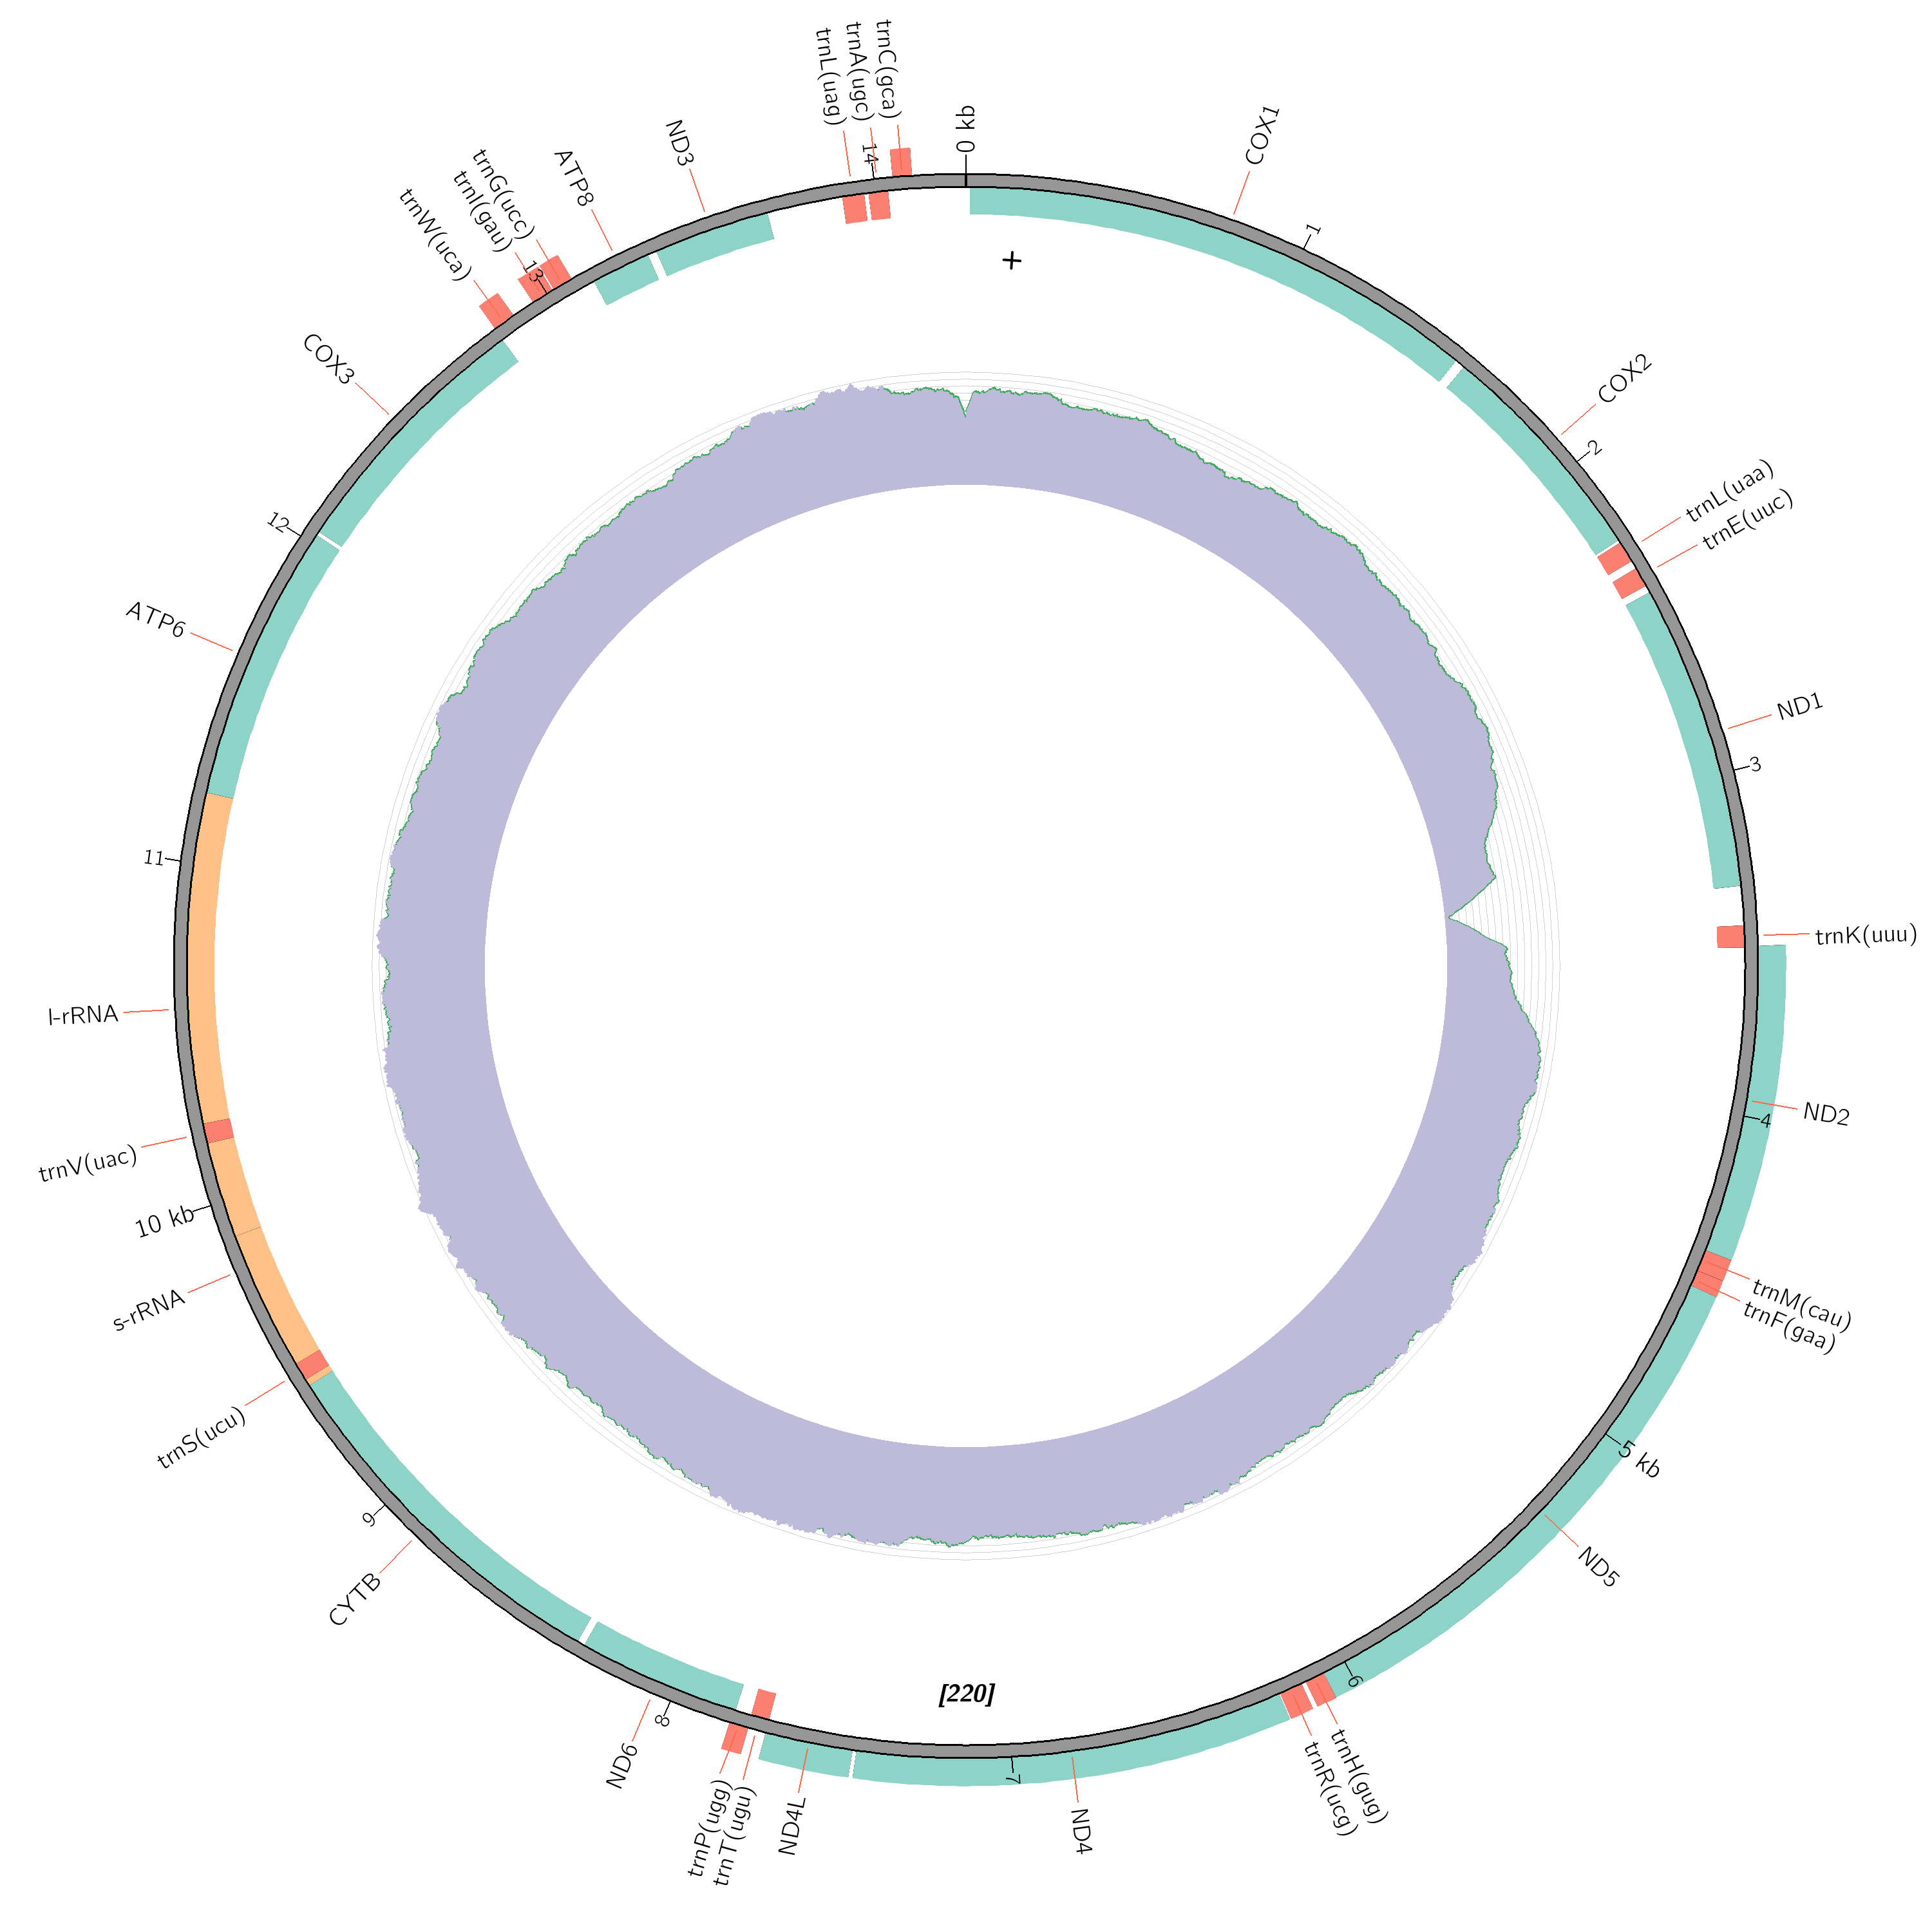 0 kb
COX1
1
COX2
2
trnL(uaa)
trnE(uuc)
ND1
3
trnK(uuu)
ND2
4
trnM(cau)
trnF(gaa)
5 kb
ND5
6
trnH(gug)
trnR(ucg)
ND4
7
ND4L
trnT(ugu)
trnP(ugg)
8
ND6
CYTB
9
trnS(ucu)
s-rRNA
10 kb
trnV(uac)
l-rRNA
11
ATP6
12
COX3
trnW(uca)
13
trnI(gau)
trnG(ucc)
ATP8
ND3
trnL(uag)
14
trnA(ugc)
trnC(gca)
+
[220]